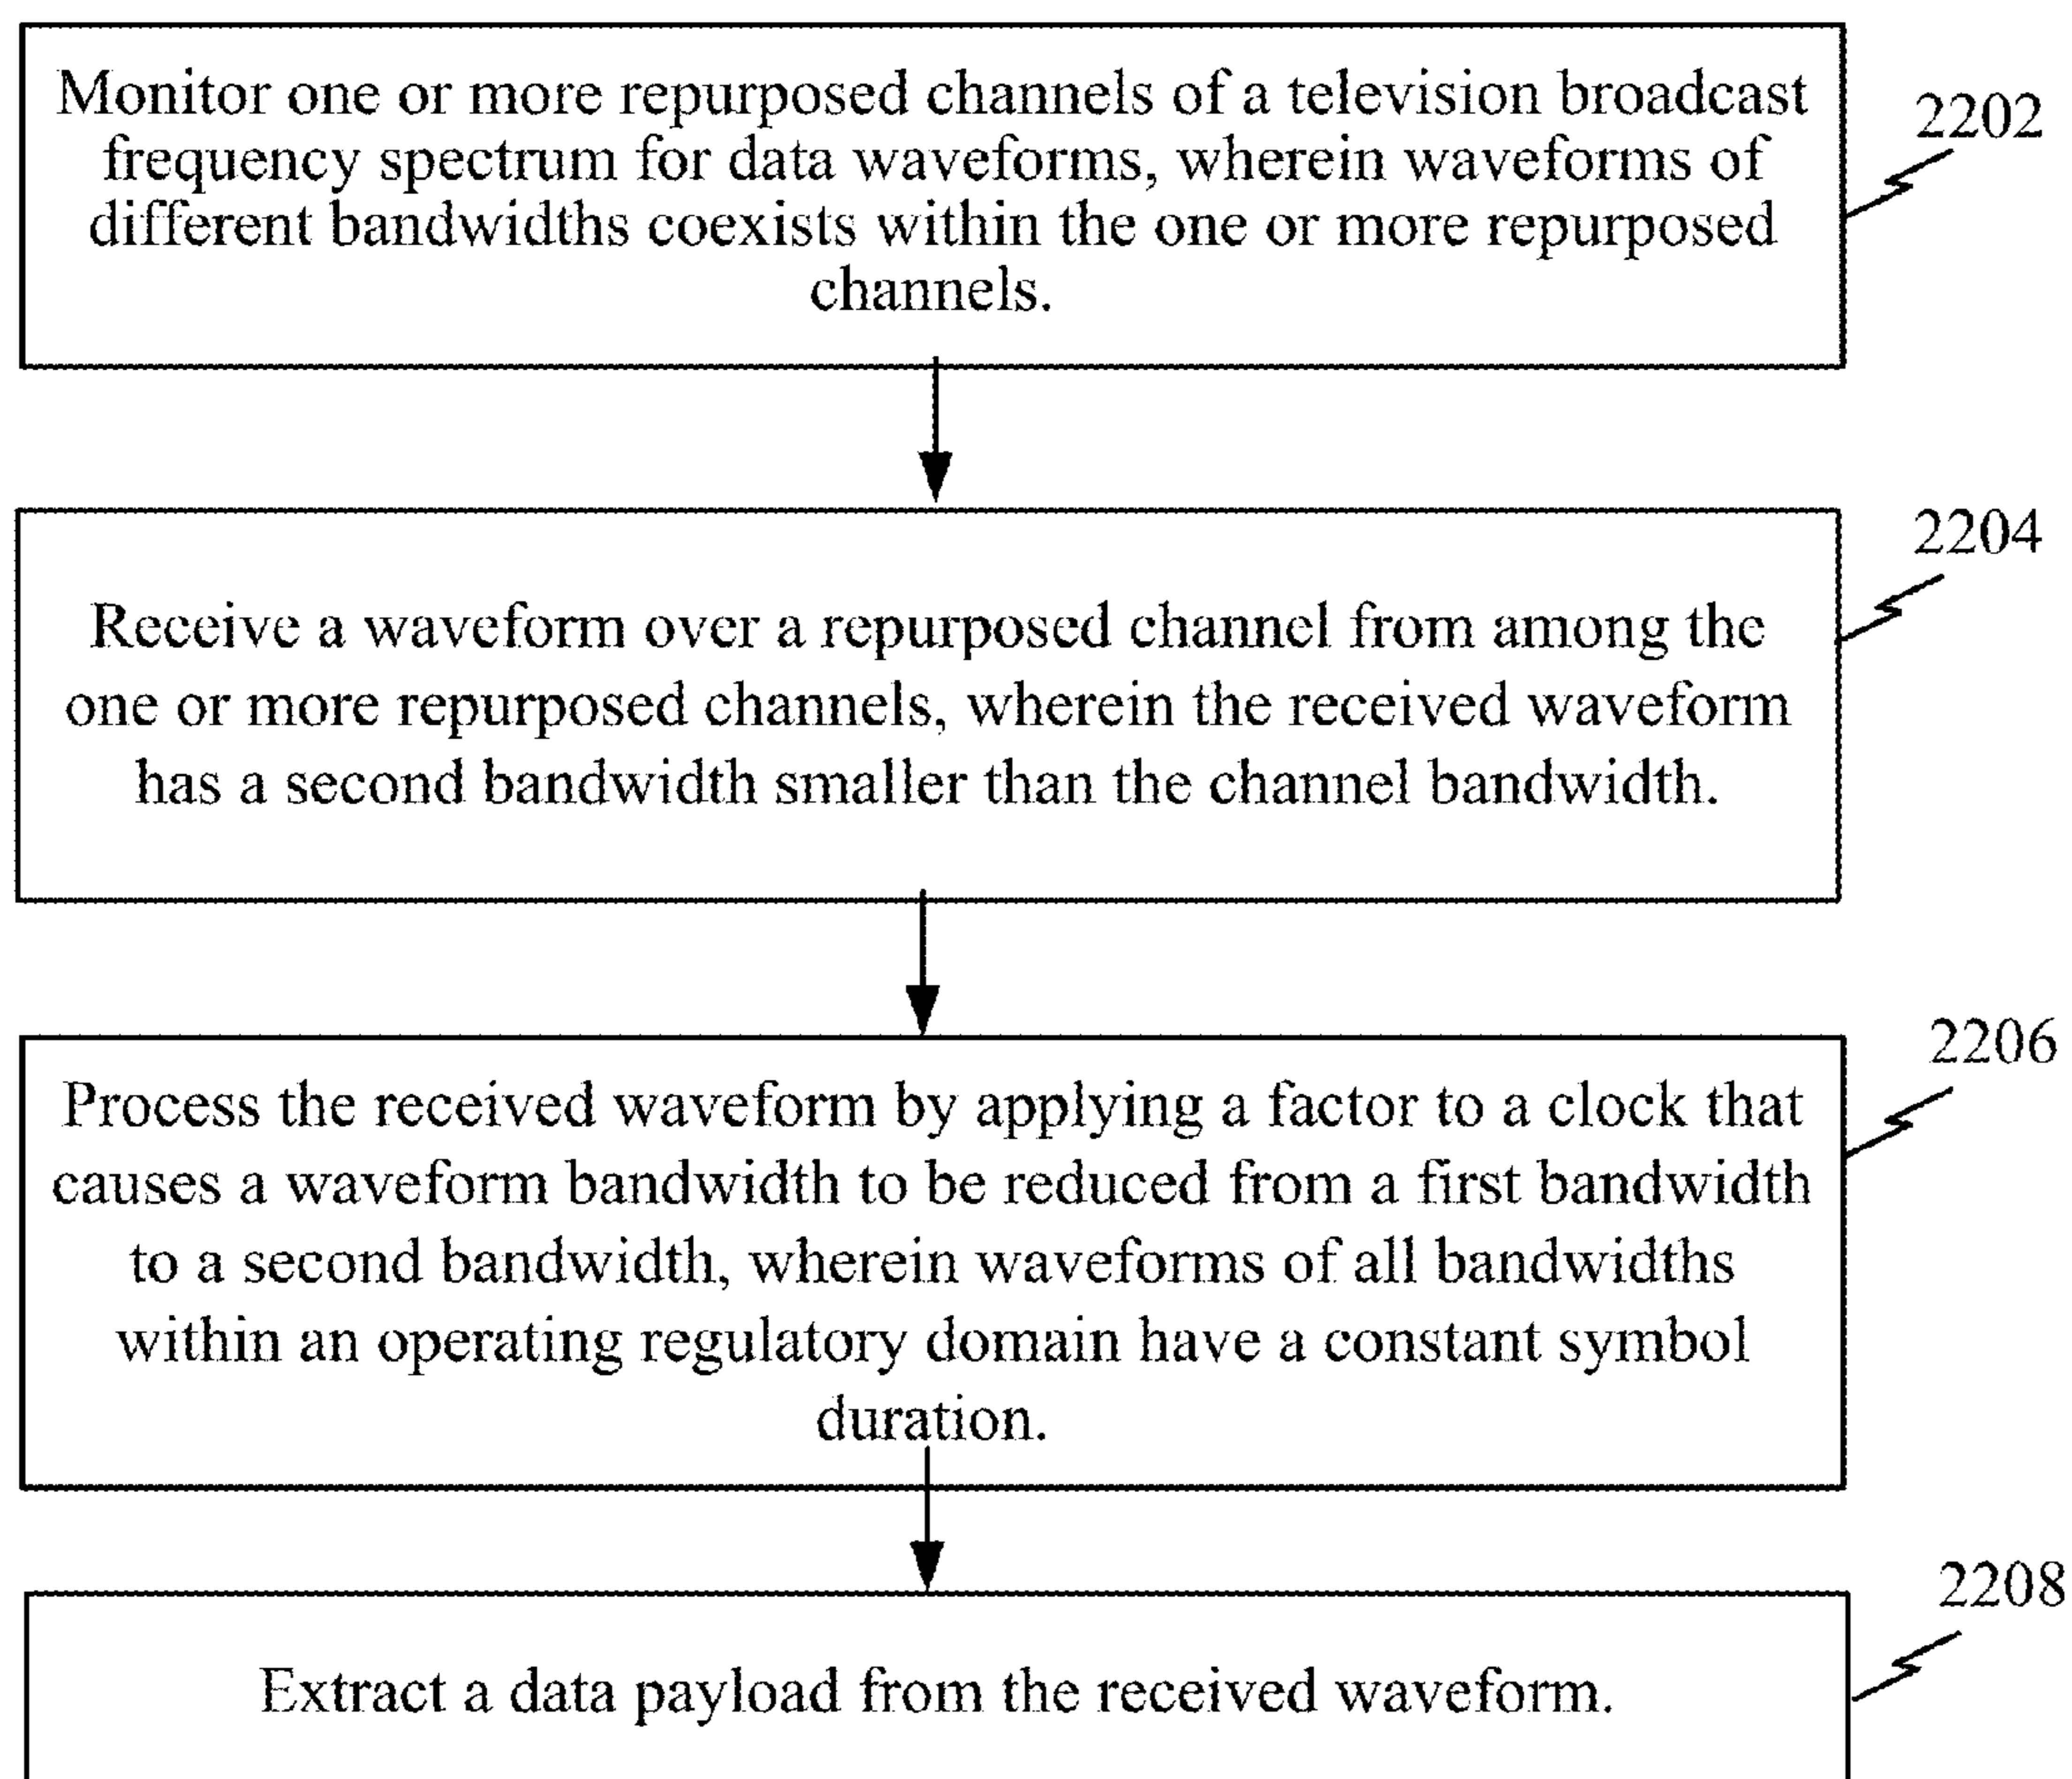 Monitor one or more repurposed channels of a television broadcast
frequency spectrum for data waveforms, wherein waveforms of
different bandwidths coexists within the one or more repurposed
channels.
2202
Receive a waveform over a repurposed channel from among the
one or more repurposed channels, wherein the received waveform
has a second bandwidth smaller than the channel bandwidth.
2204
Process the received waveform by applying a factor to a clock that
causes a waveform bandwidth to be reduced from a first bandwidth
to a second bandwidth, wherein waveforms of all bandwidths
within an operating regulatory domain have a constant symbol
duration.
2206
Extract a data payload from the received waveform.
2208